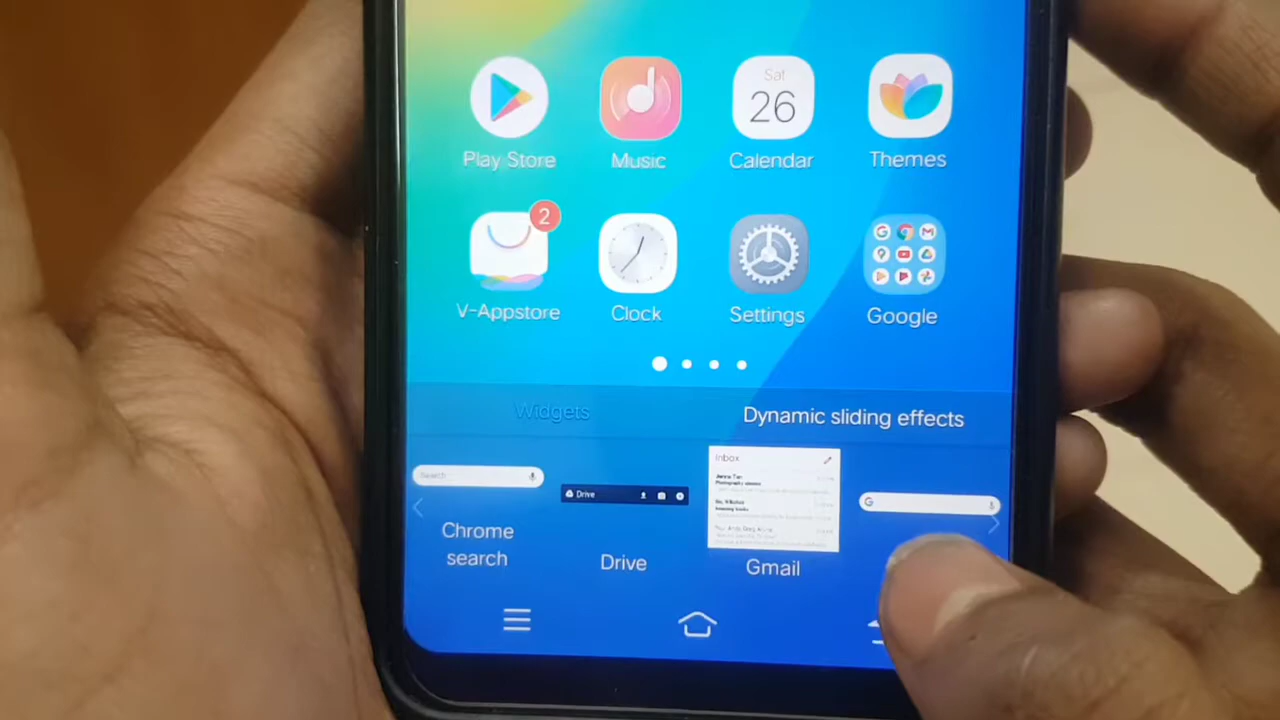 Sat
26
Play Store
Music
Calendar
Themes
2
V-Appstore
Clock
Settings
Google
Widgets
Dynamic sliding effects
Search
Drive
Inbox
Chrome search
Drive
Gmail